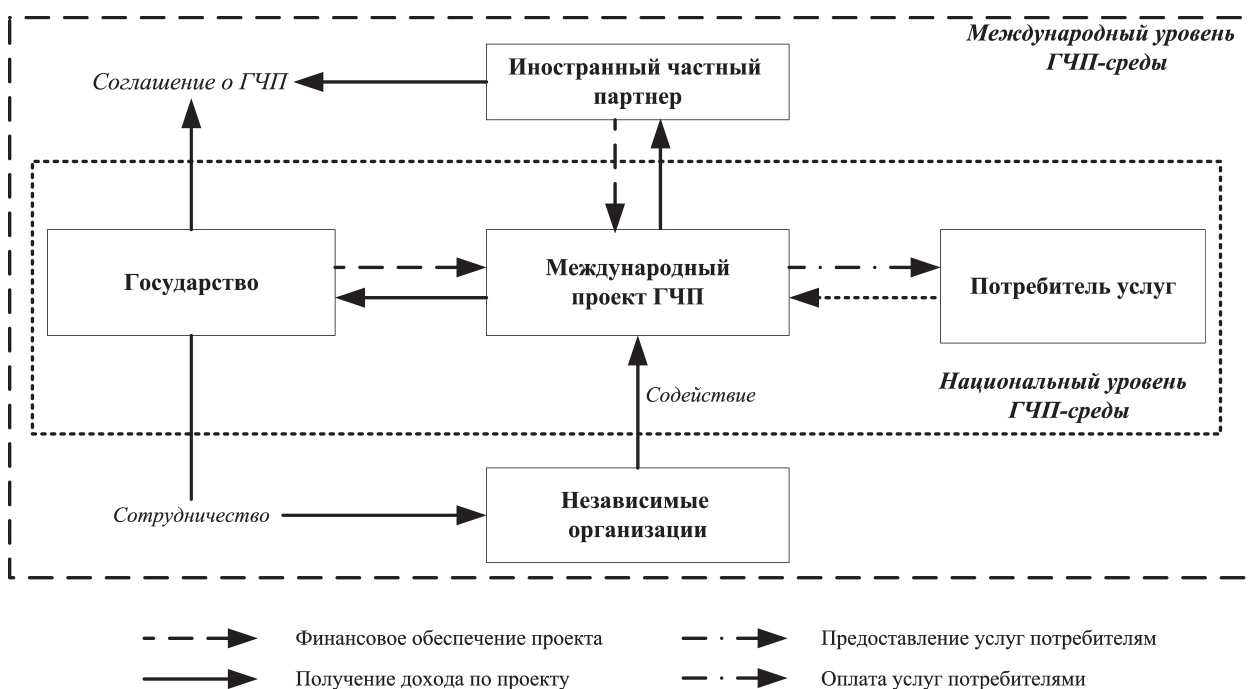 Международный уровень
ГЧП-среды
Соглашение о ГЧП
Иностранный частный
партнер
Государство
Международный
проект ГЧП
Потребитель услуг
Содействие
Национальный уровень
ГЧП-среды
Сотрудничество
Независимые
организации
Финансовое обеспечение проекта
Предоставление услуг потребителям
Получение дохода по проекту
Оплата услуг потребителями